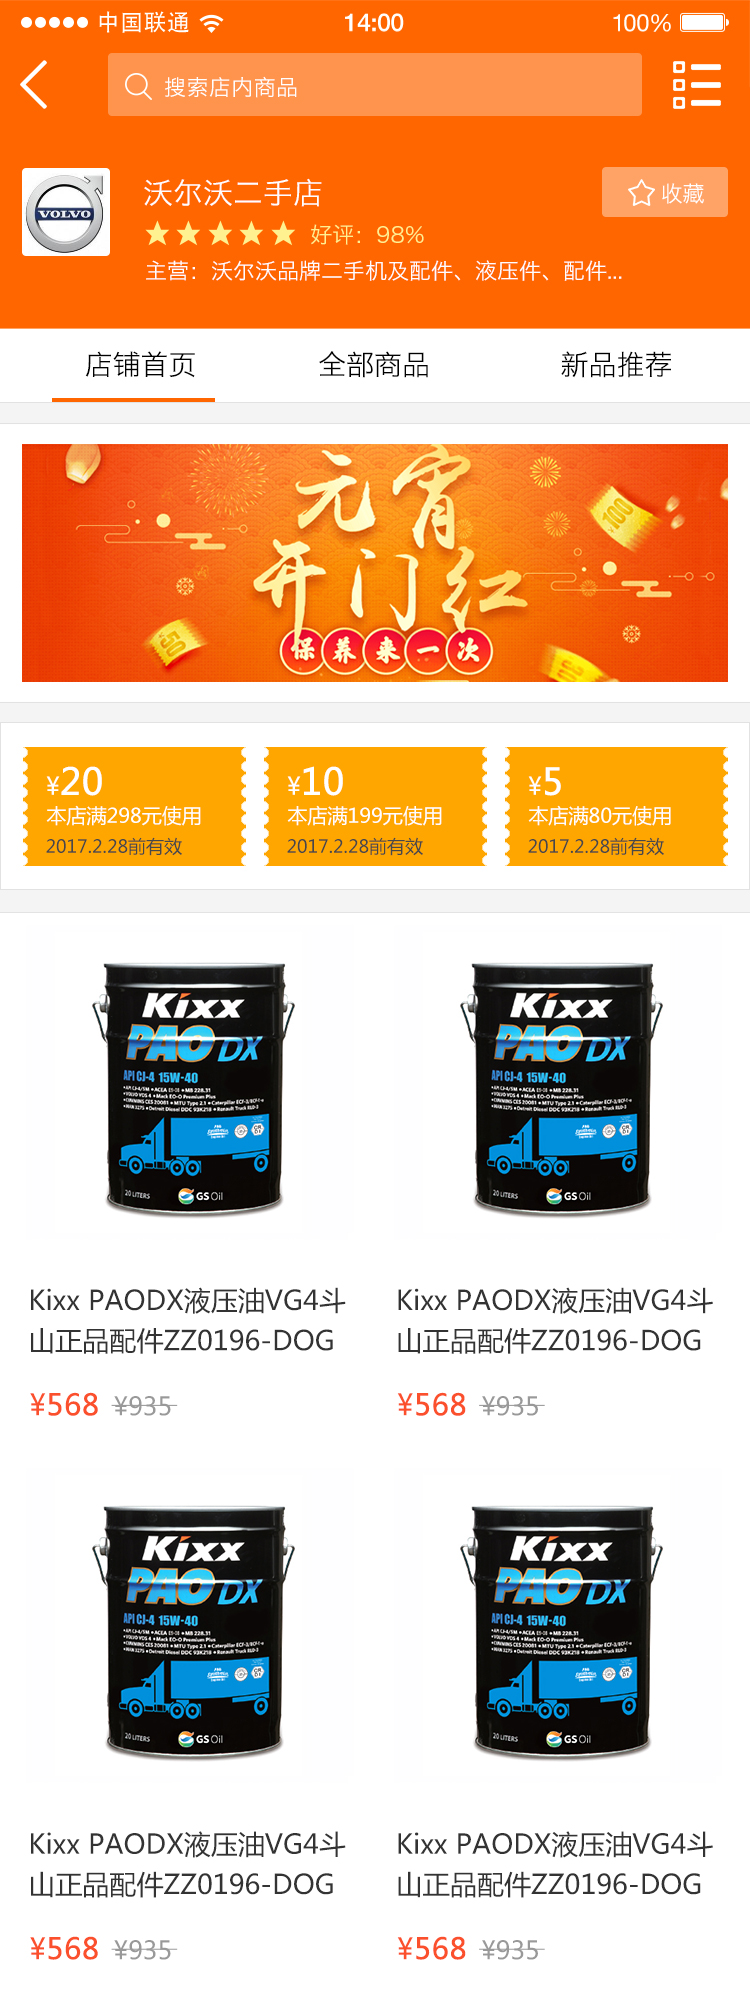 中国联通 14:00 100%
搜索店内商品
沃尔沃二手店
收藏
VOLVO
好评：98%
主营：沃尔沃品牌二手机及配件、液压件、配件...
店铺首页 全部商品 新品推荐
元宵
开门红
保养来一次
100
50
100
¥20 ¥10 ¥5
本店满298元使用 本店满199元使用 本店满80元使用
2017.2.28前有效 2017.2.28前有效 2017.2.28前有效
Kixx Kixx
PAO DX PAO DX
API CJ-4 15W-40 API CJ-4 15W-40
20 LITERS GS Oil 20 LITERS GS Oil
Kixx PAODX液压油VG4斗 Kixx PAODX液压油VG4斗
山正品配件ZZ0196-DOG 山正品配件ZZ0196-DOG
¥568 ¥935 ¥568 ¥935
Kixx Kixx
PAO DX PAO DX
API CJ-4 15W-40 API CJ-4 15W-40
20 LITERS GS Oil 20 LITERS GS Oil
Kixx PAODX液压油VG4斗 Kixx PAODX液压油VG4斗
山正品配件ZZ0196-DOG 山正品配件ZZ0196-DOG
¥568 ¥935 ¥568 ¥935